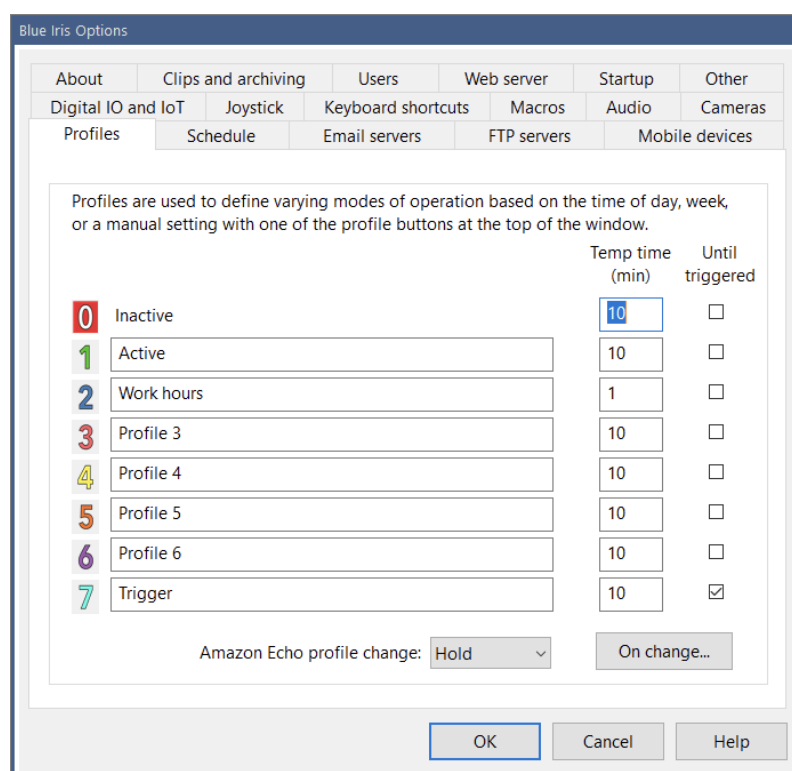 Blue Iris Options
About Clips and archiving Users Web server Startup Other
Digital IO and IoT Joystick Keyboard shortcuts Macros Audio Cameras
Profiles Schedule Email servers FTP servers Mobile devices
Profiles are used to define varying modes of operation based on the time of day, week,
or a manual setting with one of the profile buttons at the top of the window.
Temp time Until
(min) triggered
0 Inactive 10
1 Active 10
2 Work hours 1
3 Profile 3 10
4 Profile 4 10
5 Profile 5 10
6 Profile 6 10
7 Trigger 10
Amazon Echo profile change: Hold On change...
OK Cancel Help